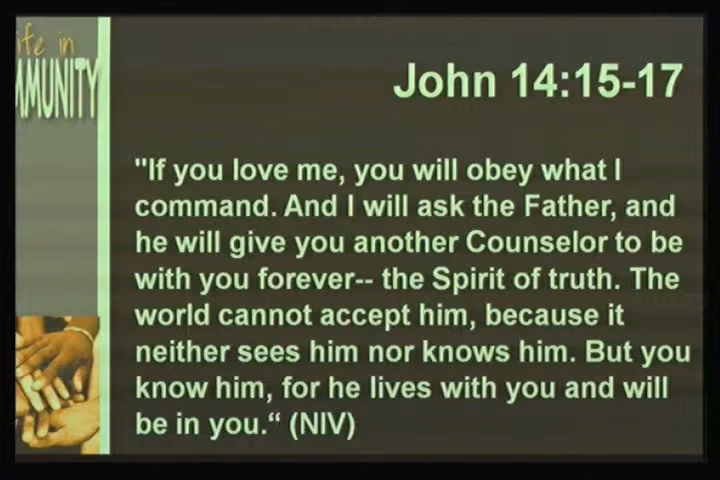 ife in
MMUNITY
John 14:15-17
"If you love me, you will obey what I
command. And I will ask the Father, and
he will give you another Counselor to be
with you forever-- the Spirit of truth. The
world cannot accept him, because it
neither sees him nor knows him. But you
know him, for he lives with you and will
be in you.“ (NIV)